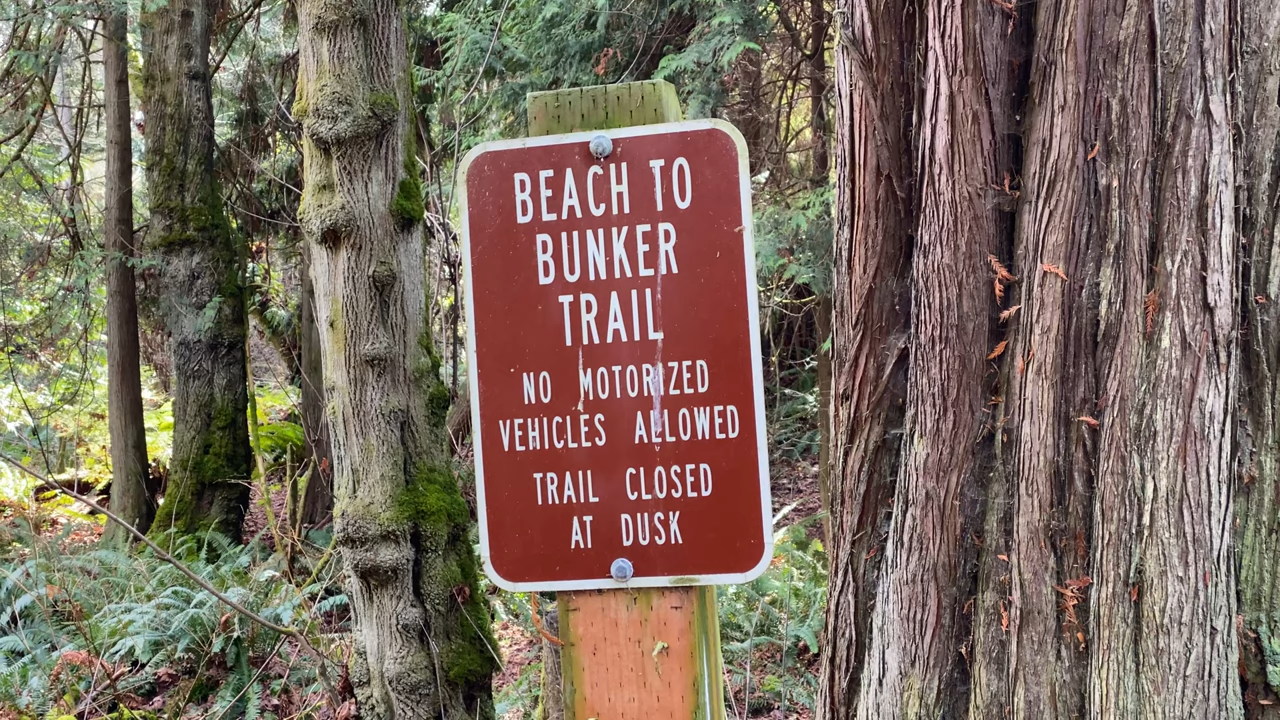 BEACH TO
BUNKER
TRAIL
NO MOTORIZED
VEHICLES ALLOWED
TRAIL CLOSED
AT DUSK